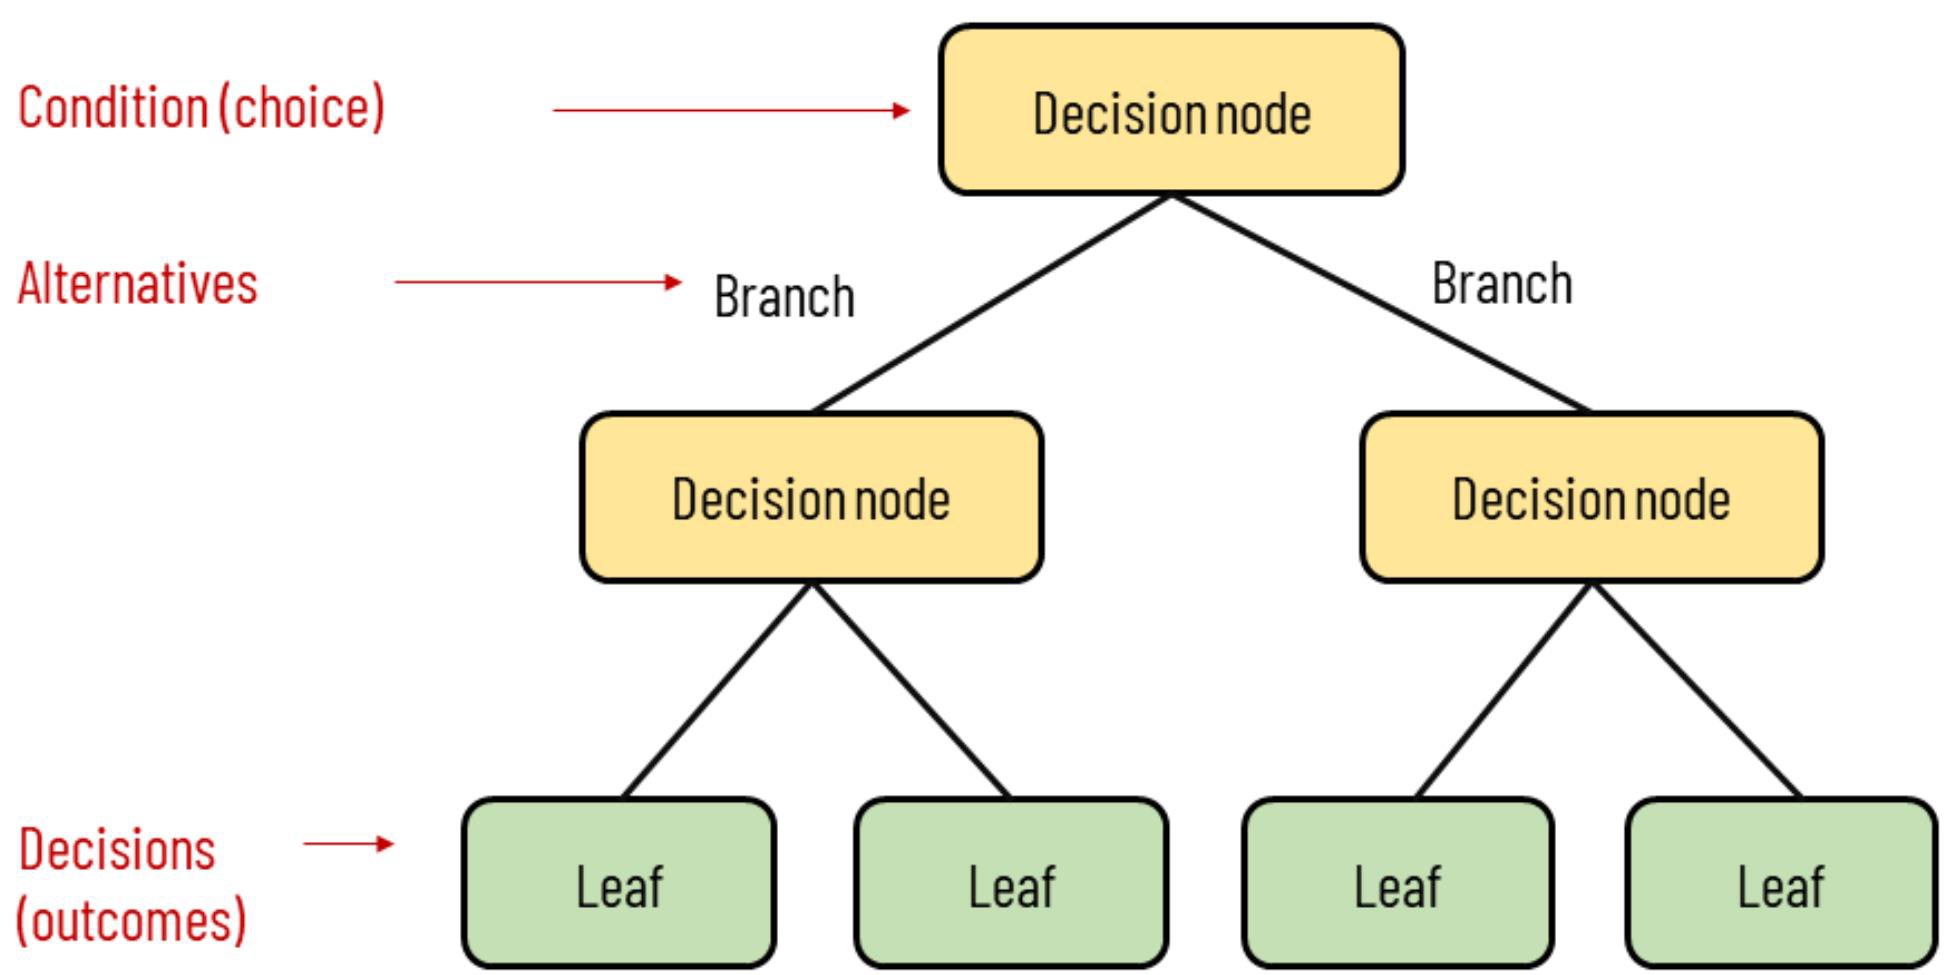 Condition (choice)
Decision node
Alternatives
Branch
Branch
Decision node
Decision node
Decisions
(outcomes)
Leaf
Leaf
Leaf
Leaf